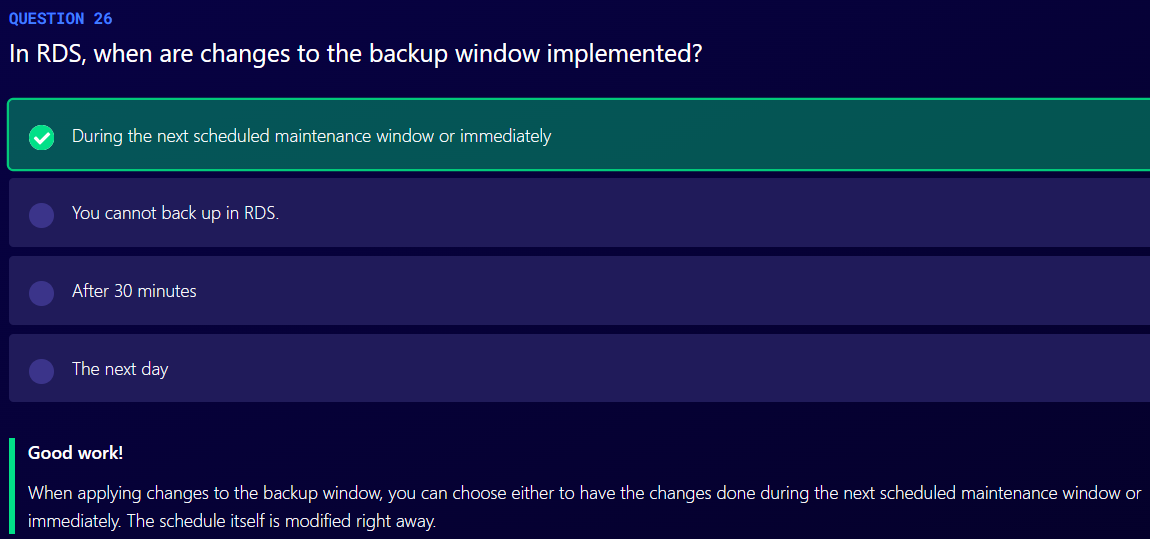 QUESTION 26
In RDS, when are changes to the backup window implemented?
During the next scheduled maintenance window or immediately
You cannot back up in RDS.
After 30 minutes
The next day
Good work!
When applying changes to the backup window, you can choose either to have the changes done during the next scheduled maintenance window or
immediately. The schedule itself is modified right away.